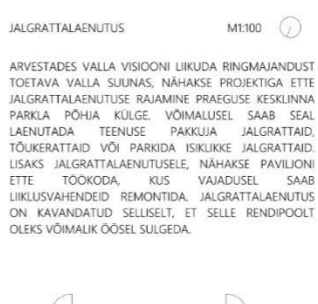 JALGRATTALAENUTUS M1:100
ARVESTADES VALLA VISIOONI LIIKUDA RINGMAJANDUST
TOETAVA VALLA SUUNAS, NÄHAKSE PROJEKTIGA ETTE
JALGRATTALAENUTUSE RAJAMINE PRAEGUSE KESKLINNA
PARKLA PÕHJA KÜLGE. VÕIMALUSEL SAAB SEAL
LAENUTADA TEENUSE PAKKUJA JALGRATTAID,
TÕUKERATTAID VÕI PARKIDA ISIKLIKKE JALGRATTAID.
LISAKS JALGRATTALAENUTUSELE, NÄHAKSE PAVILJONI
ETTE TÖÖKODA, KUS VAJADUSEL SAAB
LIIKLUSVAHENDEID REMONTIDA. JALGRATTALAENUTUS
ON KAVANDATUD SELLISELT, ET SELLE RENDIPOOLT
OLEKS VÕIMALIK ÖÖSEL SULGEDA.